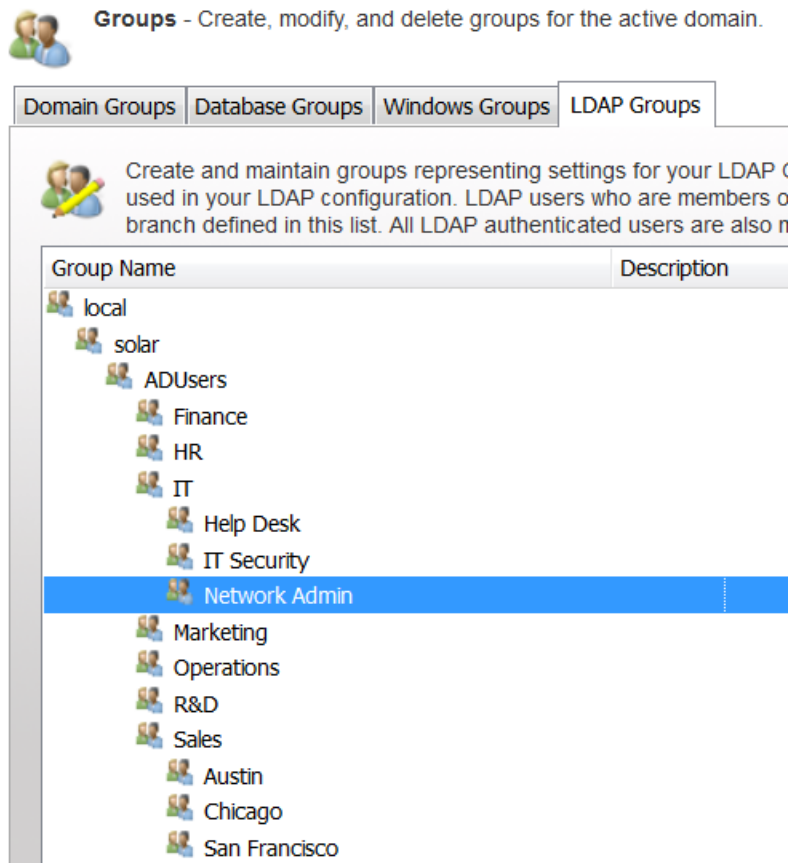 Groups - Create, modify, and delete groups for the active domain.
Domain Groups Database Groups Windows Groups LDAP Groups
Create and maintain groups representing settings for your LDAP
used in your LDAP configuration. LDAP users who are members
branch defined in this list. All LDAP authenticated users are also
Group Name Description
local
solar
ADUsers
Finance
HR
IT
Help Desk
IT Security
Network Admin
Marketing
Operations
R&D
Sales
Austin
Chicago
San Francisco